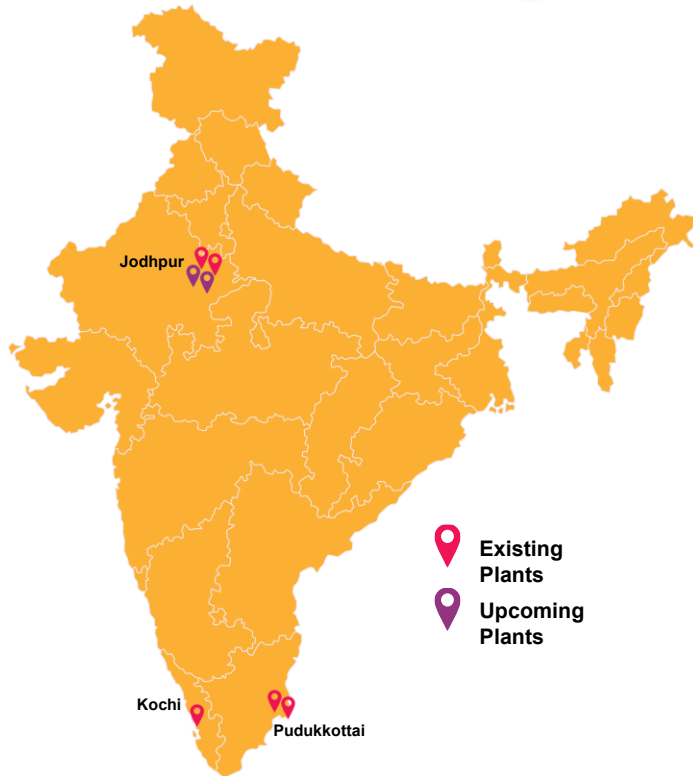 Jodhpur
Existing
Plants
Upcoming
Plants
Kochi
Pudukkottai